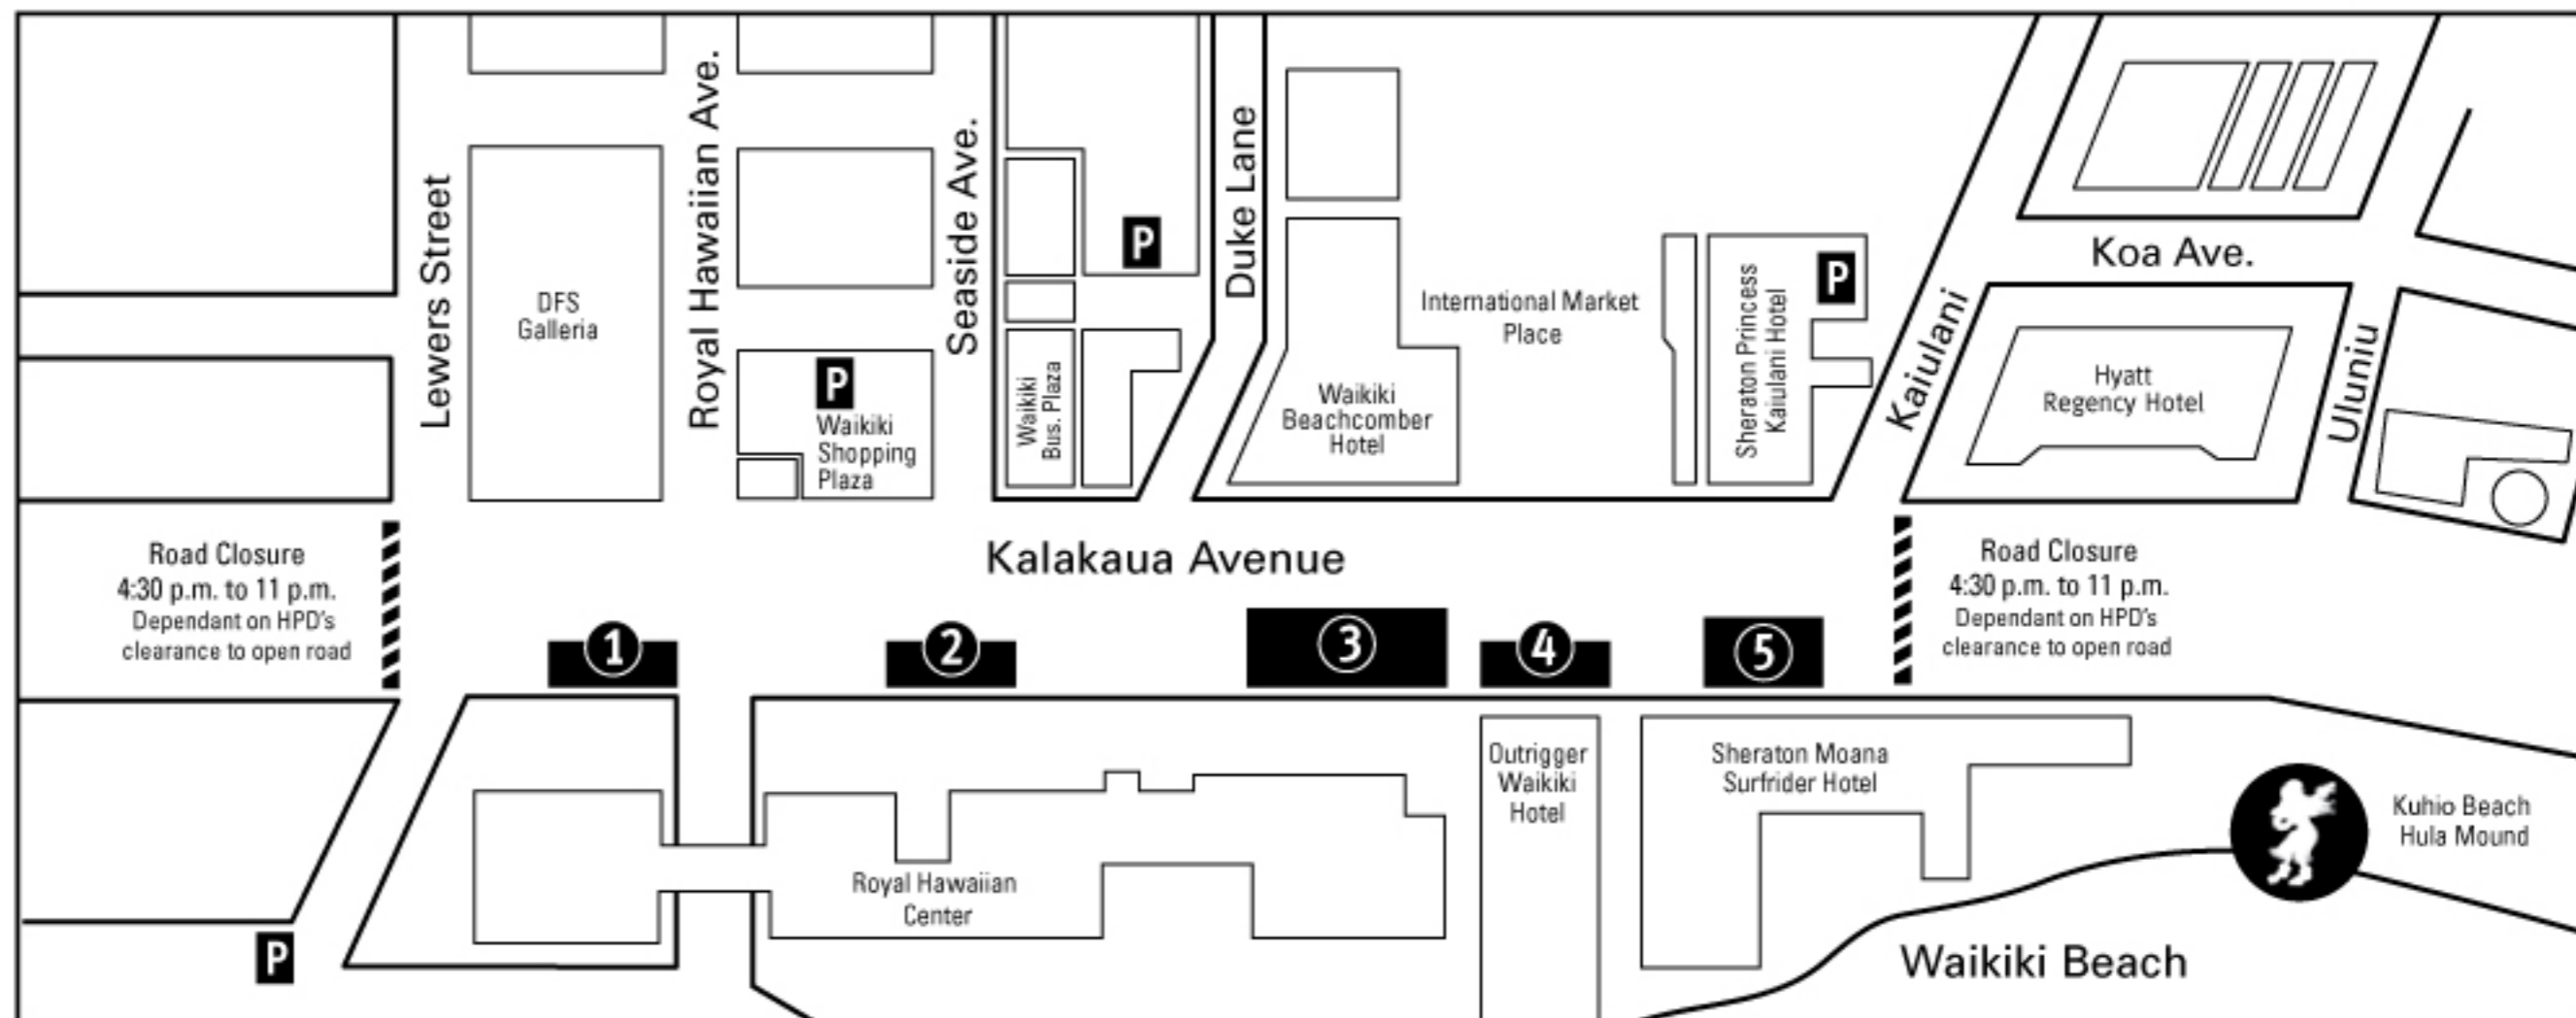 Lewers Street
DFS
Galleria
Royal Hawaiian Ave.
P
Waikiki
Shopping
Plaza
Seaside Ave.
Waikiki
Bus. Plaza
P
Duke Lane
Waikiki
Beachcomber
Hotel
International Market
Place
Sheraton Princess
Kaiulani Hotel
P
Kaiulani
Koa Ave.
Hyatt
Regency Hotel
Uluniu
Road Closure
4:30 p.m. to 11 p.m.
Dependant on HPD's
clearance to open road
Kalakaua Avenue
Road Closure
4:30 p.m. to 11 p.m.
Dependant on HPD's
clearance to open road
1
2
3
4
5
Royal Hawaiian
Center
Outrigger
Waikiki
Hotel
Sheraton Moana
Surfrider Hotel
Kuhio Beach
Hula Mound
P
Waikiki Beach